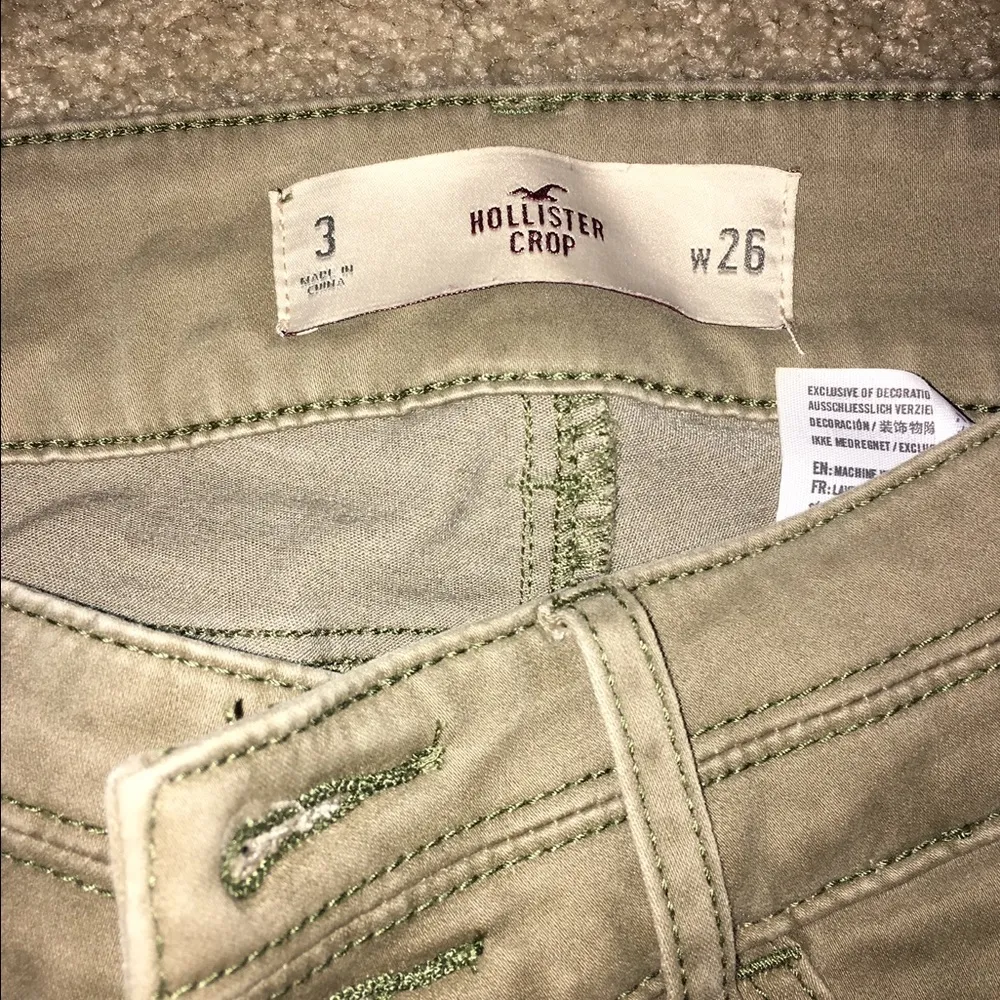 3
MADE IN
CHINA
HOLLISTER
CROP
W26
EXCLUSIVE OF DECORATIO
AUSSCHLIESSLICH VERZIE
DECORACIÓN / 装饰物除
IKKE MEDREGNET / EXCLU
EN: MACHINE
FR: LAV